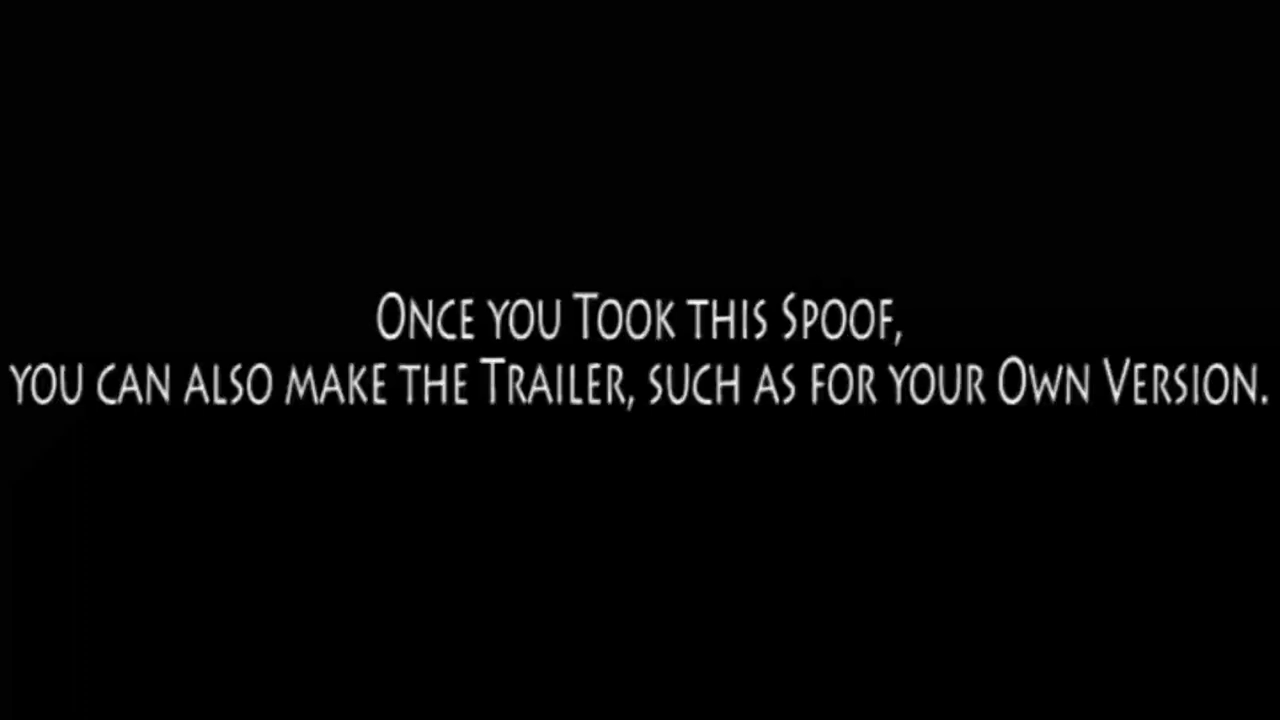 Once you Took this Spoof,
you can also make the Trailer, such as for your Own Version.